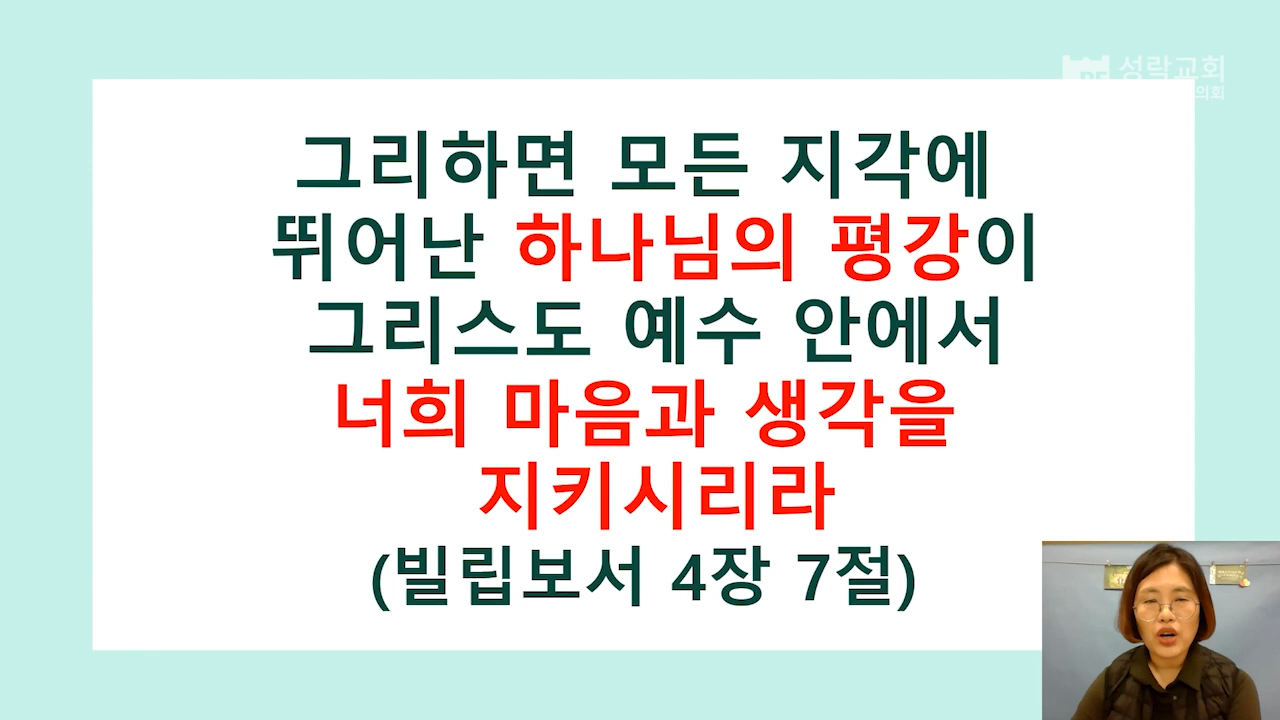 성락교회
의회
그리하면 모든 지각에
뛰어난 하나님의 평강이
그리스도 예수 안에서
너희 마음과 생각을
지키시리라
(빌립보서 4장 7절)